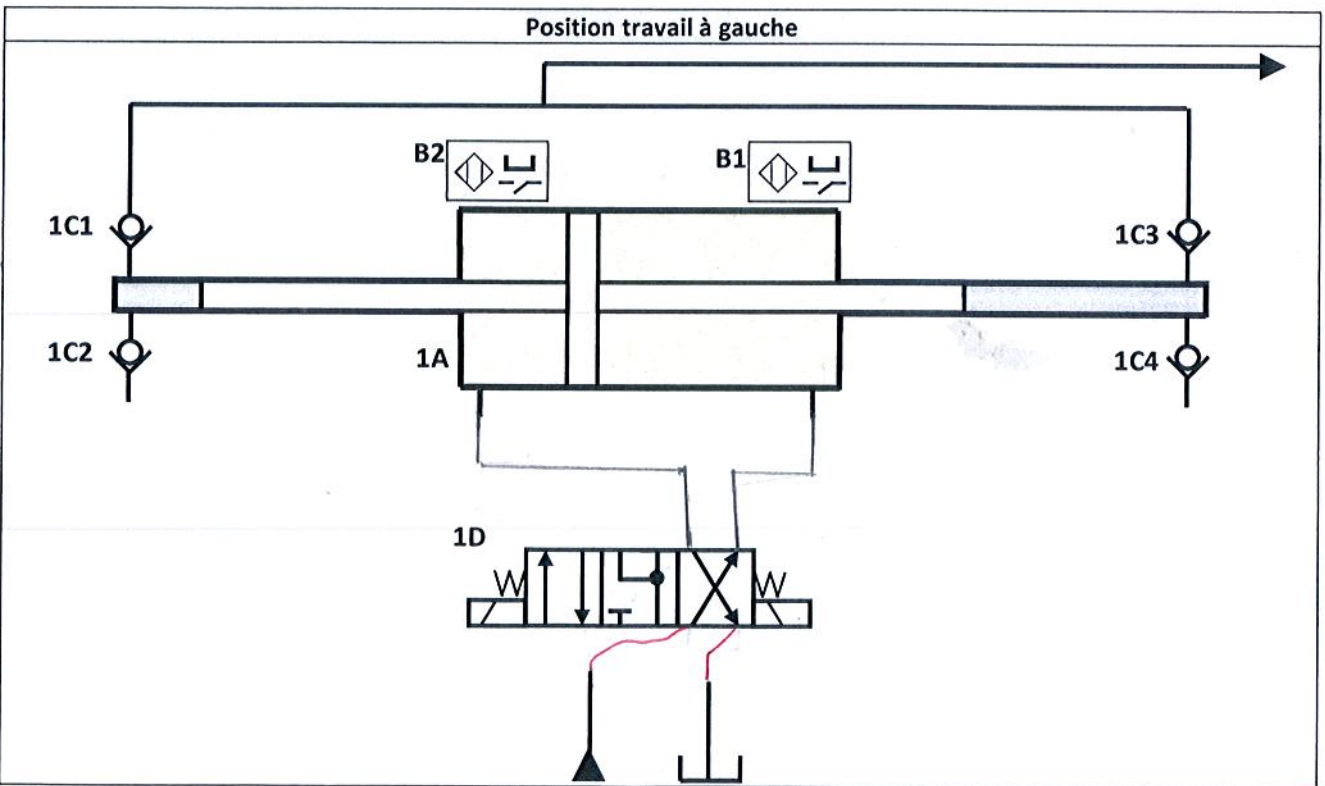 Position travail à gauche
B2
B1
1C1
1C3
1C2
1A
1C4
1D